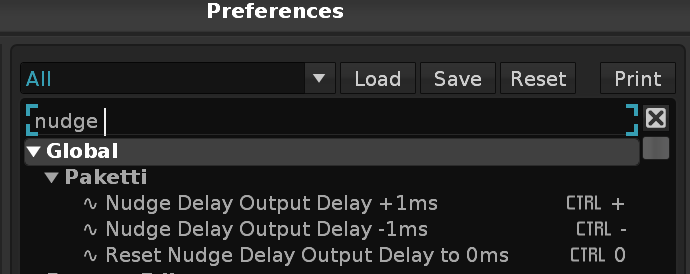 Preferences
All Load Save Reset Print
nudge
Global
Paketti
Nudge Delay Output Delay +1ms CTRL +
Nudge Delay Output Delay -1ms CTRL -
Reset Nudge Delay Output Delay to 0ms CTRL 0